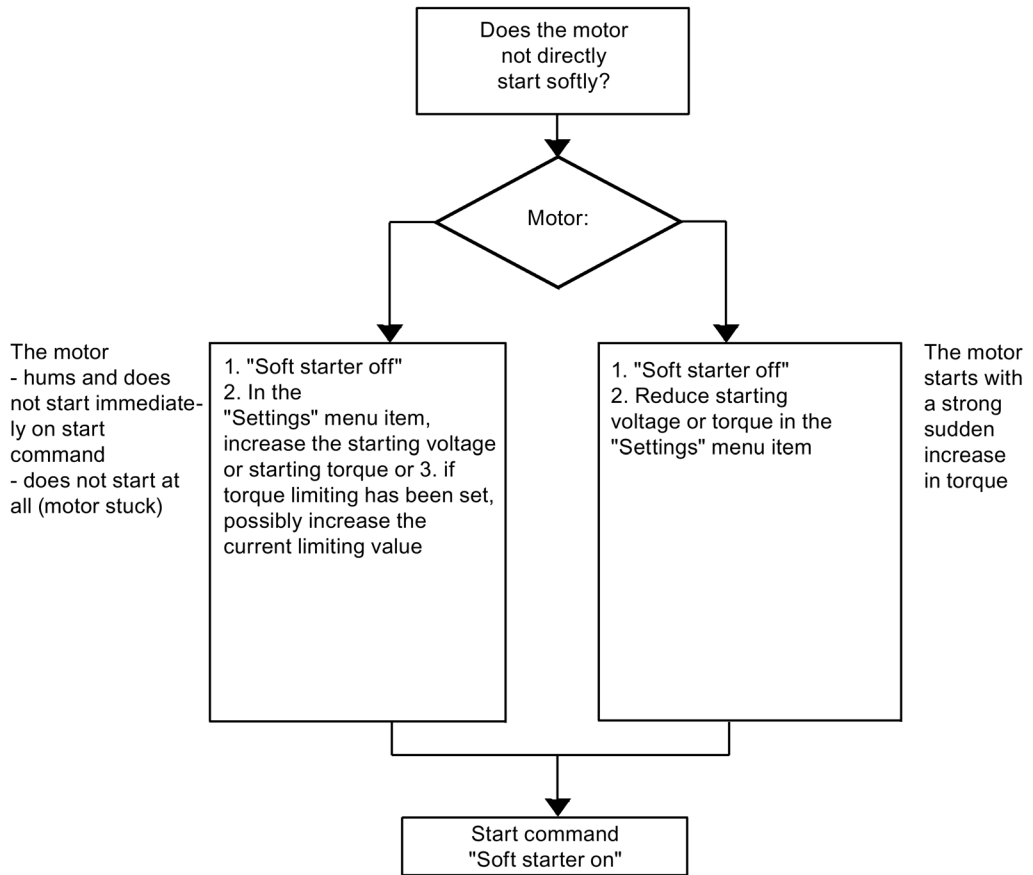 Does the motor
not directly
start softly?
Motor:
The motor
- hums and does
not start immediate-
ly on start
command
- does not start at
all (motor stuck)
1. "Soft starter off"
2. In the
"Settings" menu item,
increase the starting voltage
or starting torque or 3. if
torque limiting has been set,
possibly increase the
current limiting value
1. "Soft starter off"
2. Reduce starting
voltage or torque in the
"Settings" menu item
The motor
starts with
a strong
sudden
increase
in torque
Start command
"Soft starter on"